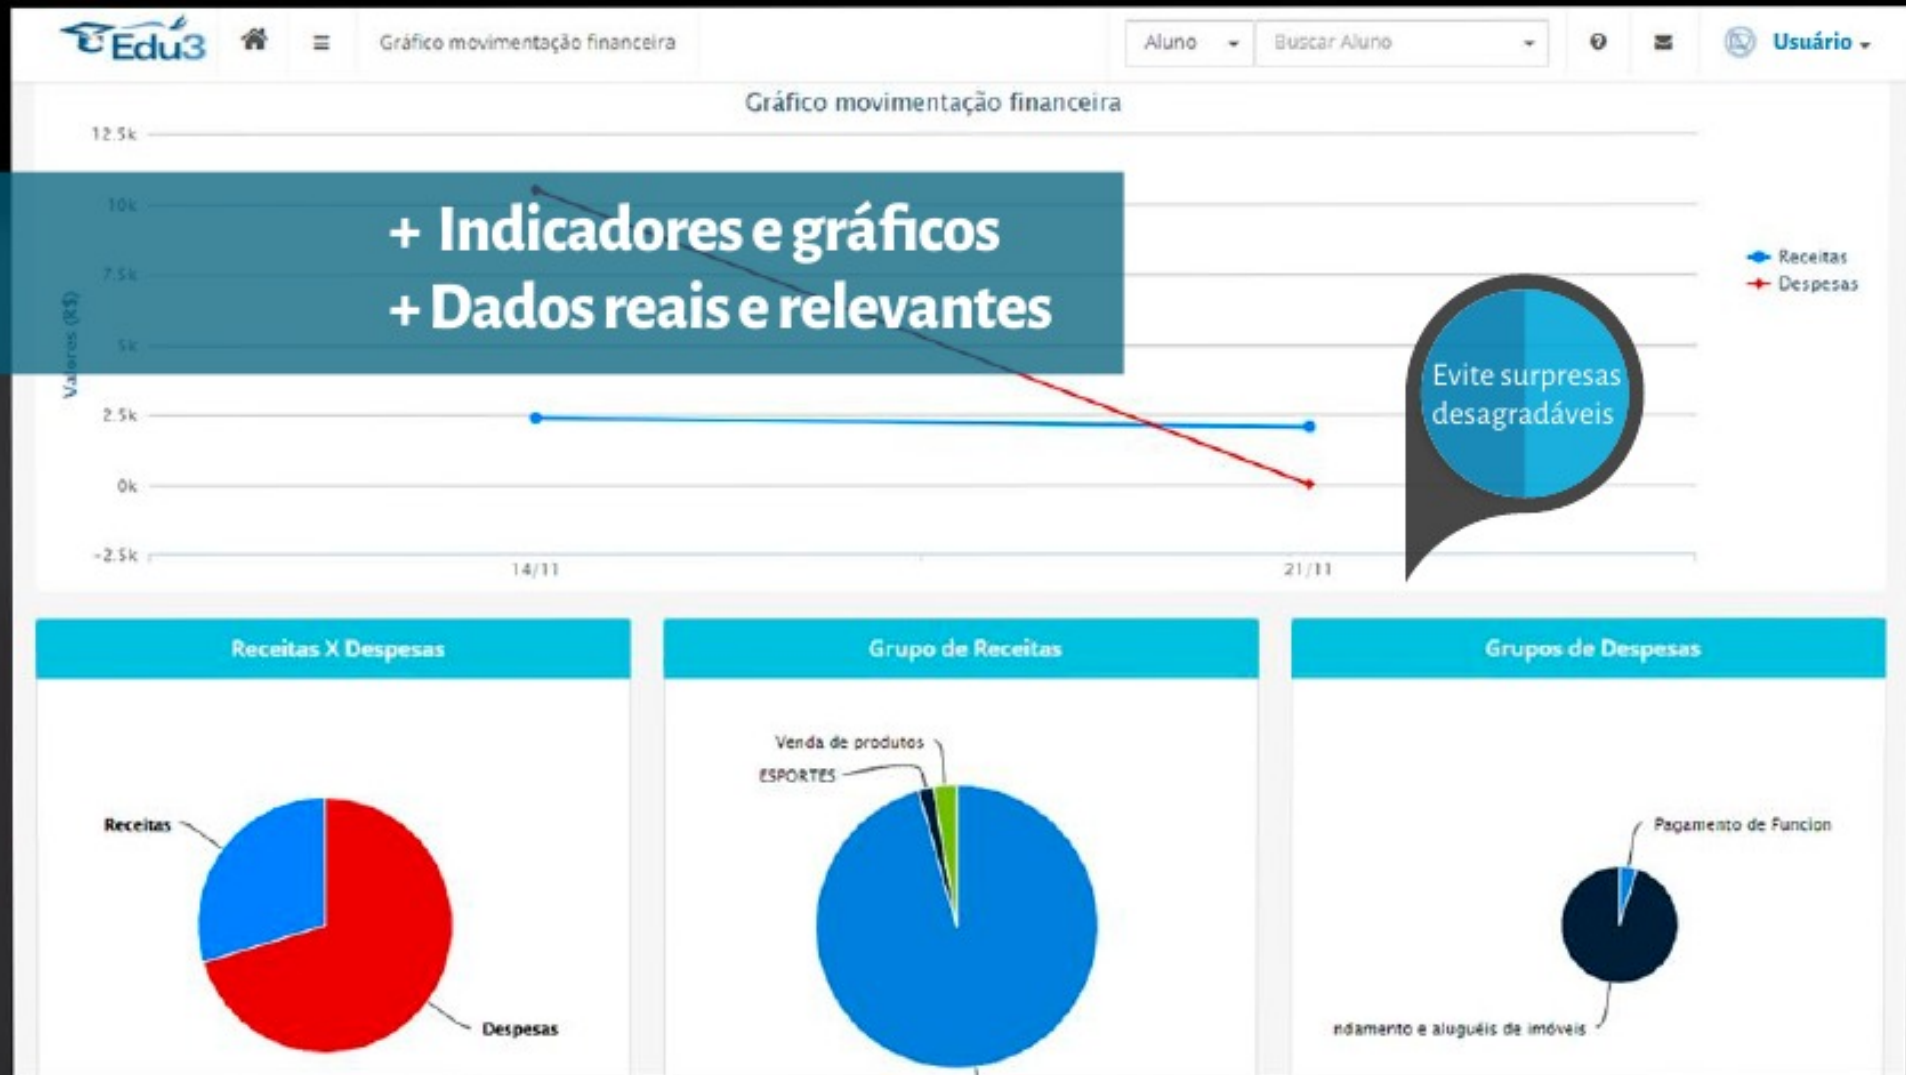 Edu3
Gráfico movimentação financeira
Aluno
Buscar Aluno
Usuário
Gráfico movimentação financeira
12.5k
10k
7.5k
5k
2.5k
0k
-2.5k
Valores (R$)
14/11
21/11
+ Indicadores e gráficos
+ Dados reais e relevantes
Receitas
Despesas
Evite surpresas
desagradáveis
Receitas X Despesas
Receitas
Despesas
Grupo de Receitas
Venda de produtos
ESPORTES
Grupos de Despesas
Pagamento de Funcion
ndamento e aluguéis de imóveis